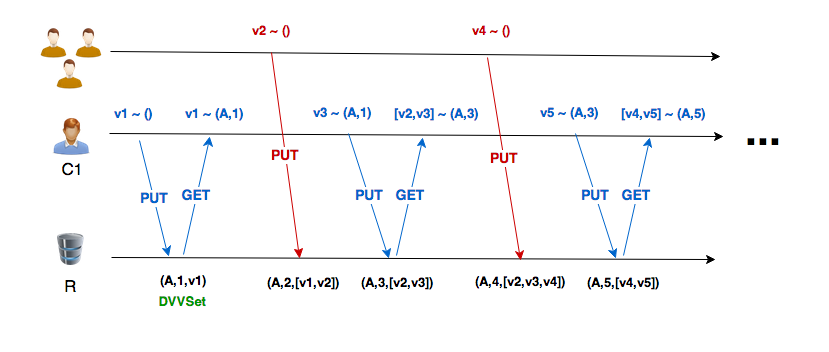 v2 ~ ()
v4 ~ ()
v1 ~ ()
v1 ~ (A,1)
v3 ~ (A,1)
[v2,v3] ~ (A,3)
v5 ~ (A,3)
[v4,v5] ~ (A,5)
...
C1
PUT
PUT
PUT
GET
PUT
GET
PUT
GET
R
(A,1,v1)
(A,2,[v1,v2])
(A,3,[v2,v3])
(A,4,[v2,v3,v4])
(A,5,[v4,v5])
DVVSet